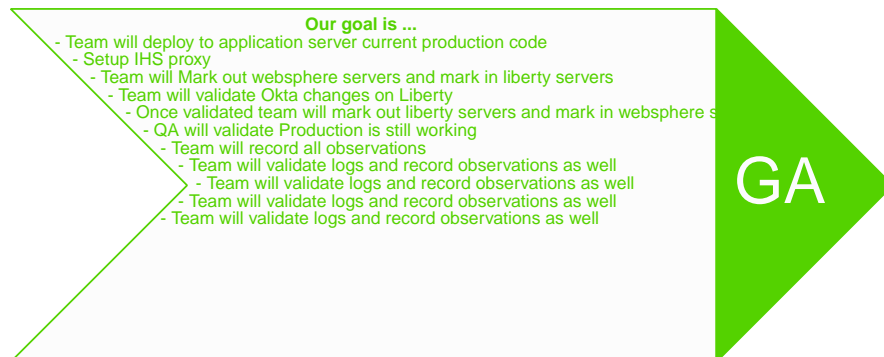 Our goal is ...
- Team will deploy to application server current production code
- Setup IHS proxy
- Team will Mark out websphere servers and mark in liberty servers
- Team will validate Okta changes on Liberty
- Once validated team will mark out liberty servers and mark in websphere s
- QA will validate Production is still working
- Team will record all observations
- Team will validate logs and record observations as well
- Team will validate logs and record observations as well
- Team will validate logs and record observations as well
- Team will validate logs and record observations as well
GA